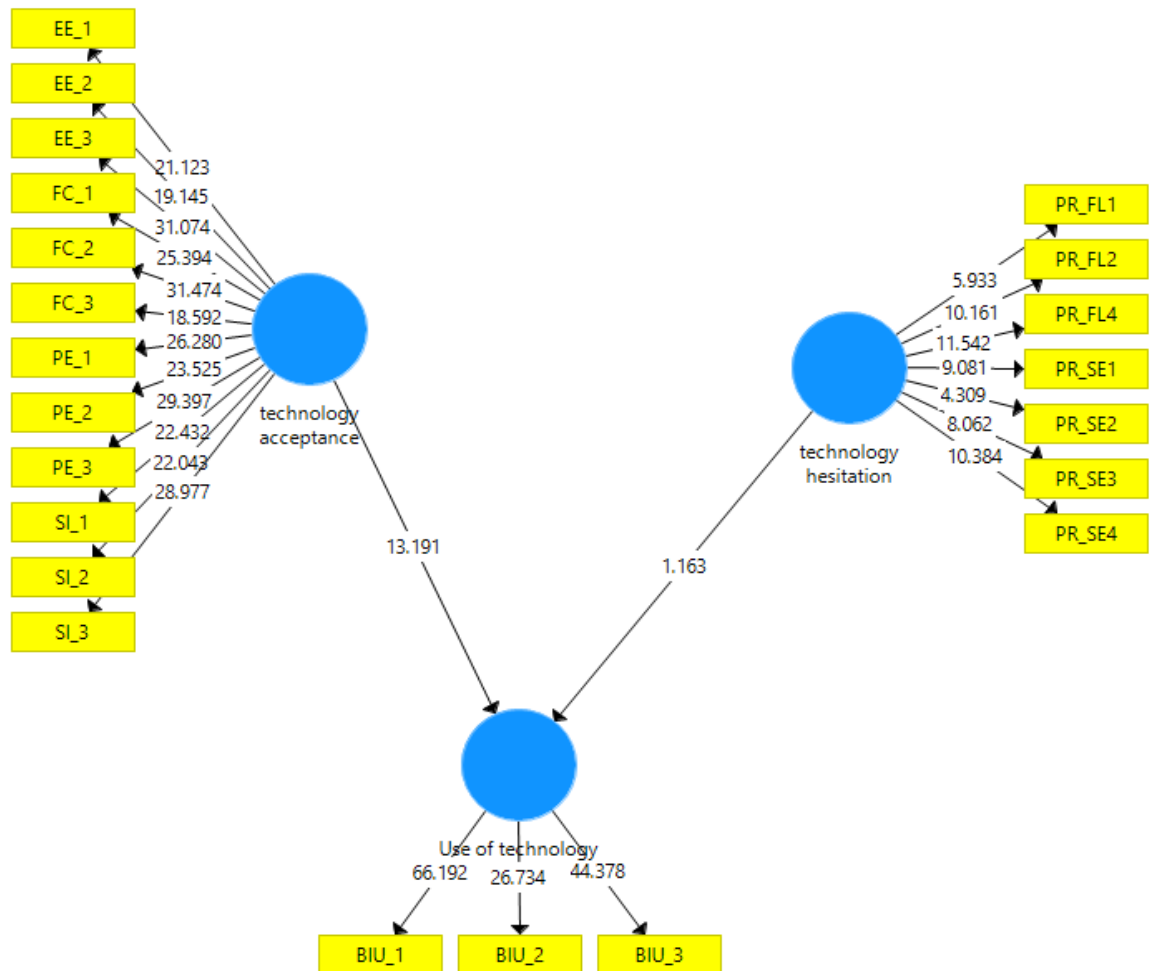 EE_1
EE_2
EE_3
FC_1
FC_2
FC_3
PE_1
PE_2
PE_3
SI_1
SI_2
SI_3
21.123
19.145
31.074
25.394
31.474
18.592
26.280
23.525
29.397
22.432
22.043
28.977
technology
acceptance
13.191
PR_FL1
PR_FL2
PR_FL4
PR_SE1
PR_SE2
PR_SE3
PR_SE4
5.933
10.161
11.542
9.081
4.309
8.062
10.384
technology
hesitation
1.163
Use of technology
66.192
26.734
44.378
BIU_1
BIU_2
BIU_3